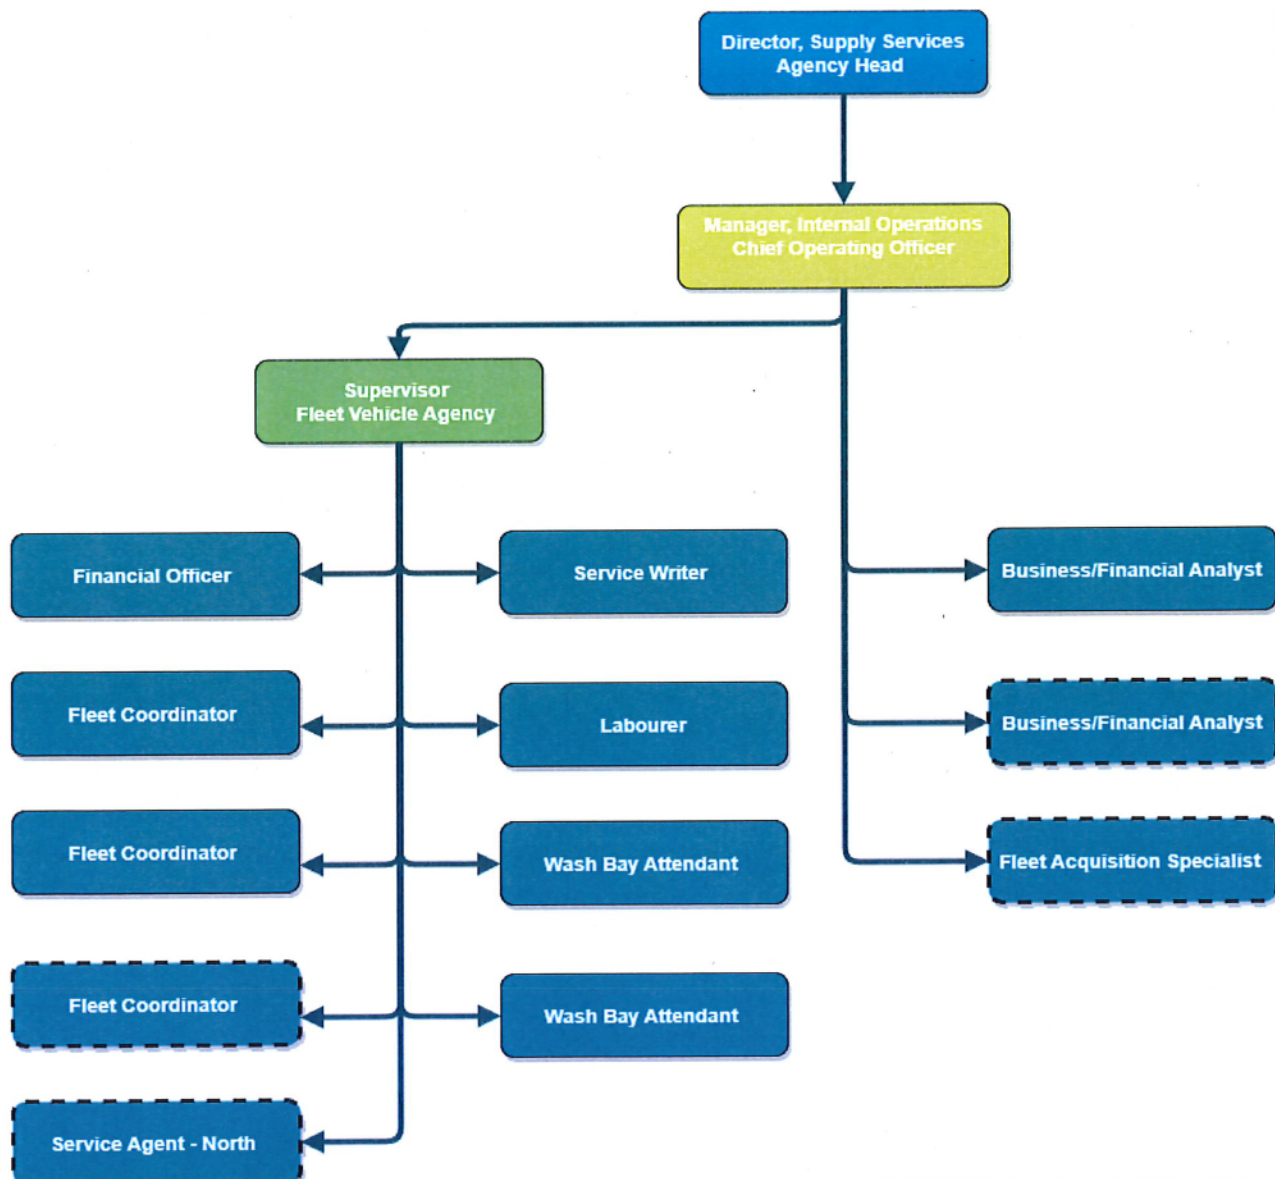 Director, Supply Services
Agency Head
Manager, Internal Operations
Chief Operating Officer
Supervisor
Fleet Vehicle Agency
Financial Officer
Service Writer
Business/Financial Analyst
Fleet Coordinator
Labourer
Business/Financial Analyst
Fleet Coordinator
Wash Bay Attendant
Fleet Acquisition Specialist
Fleet Coordinator
Wash Bay Attendant
Service Agent - North